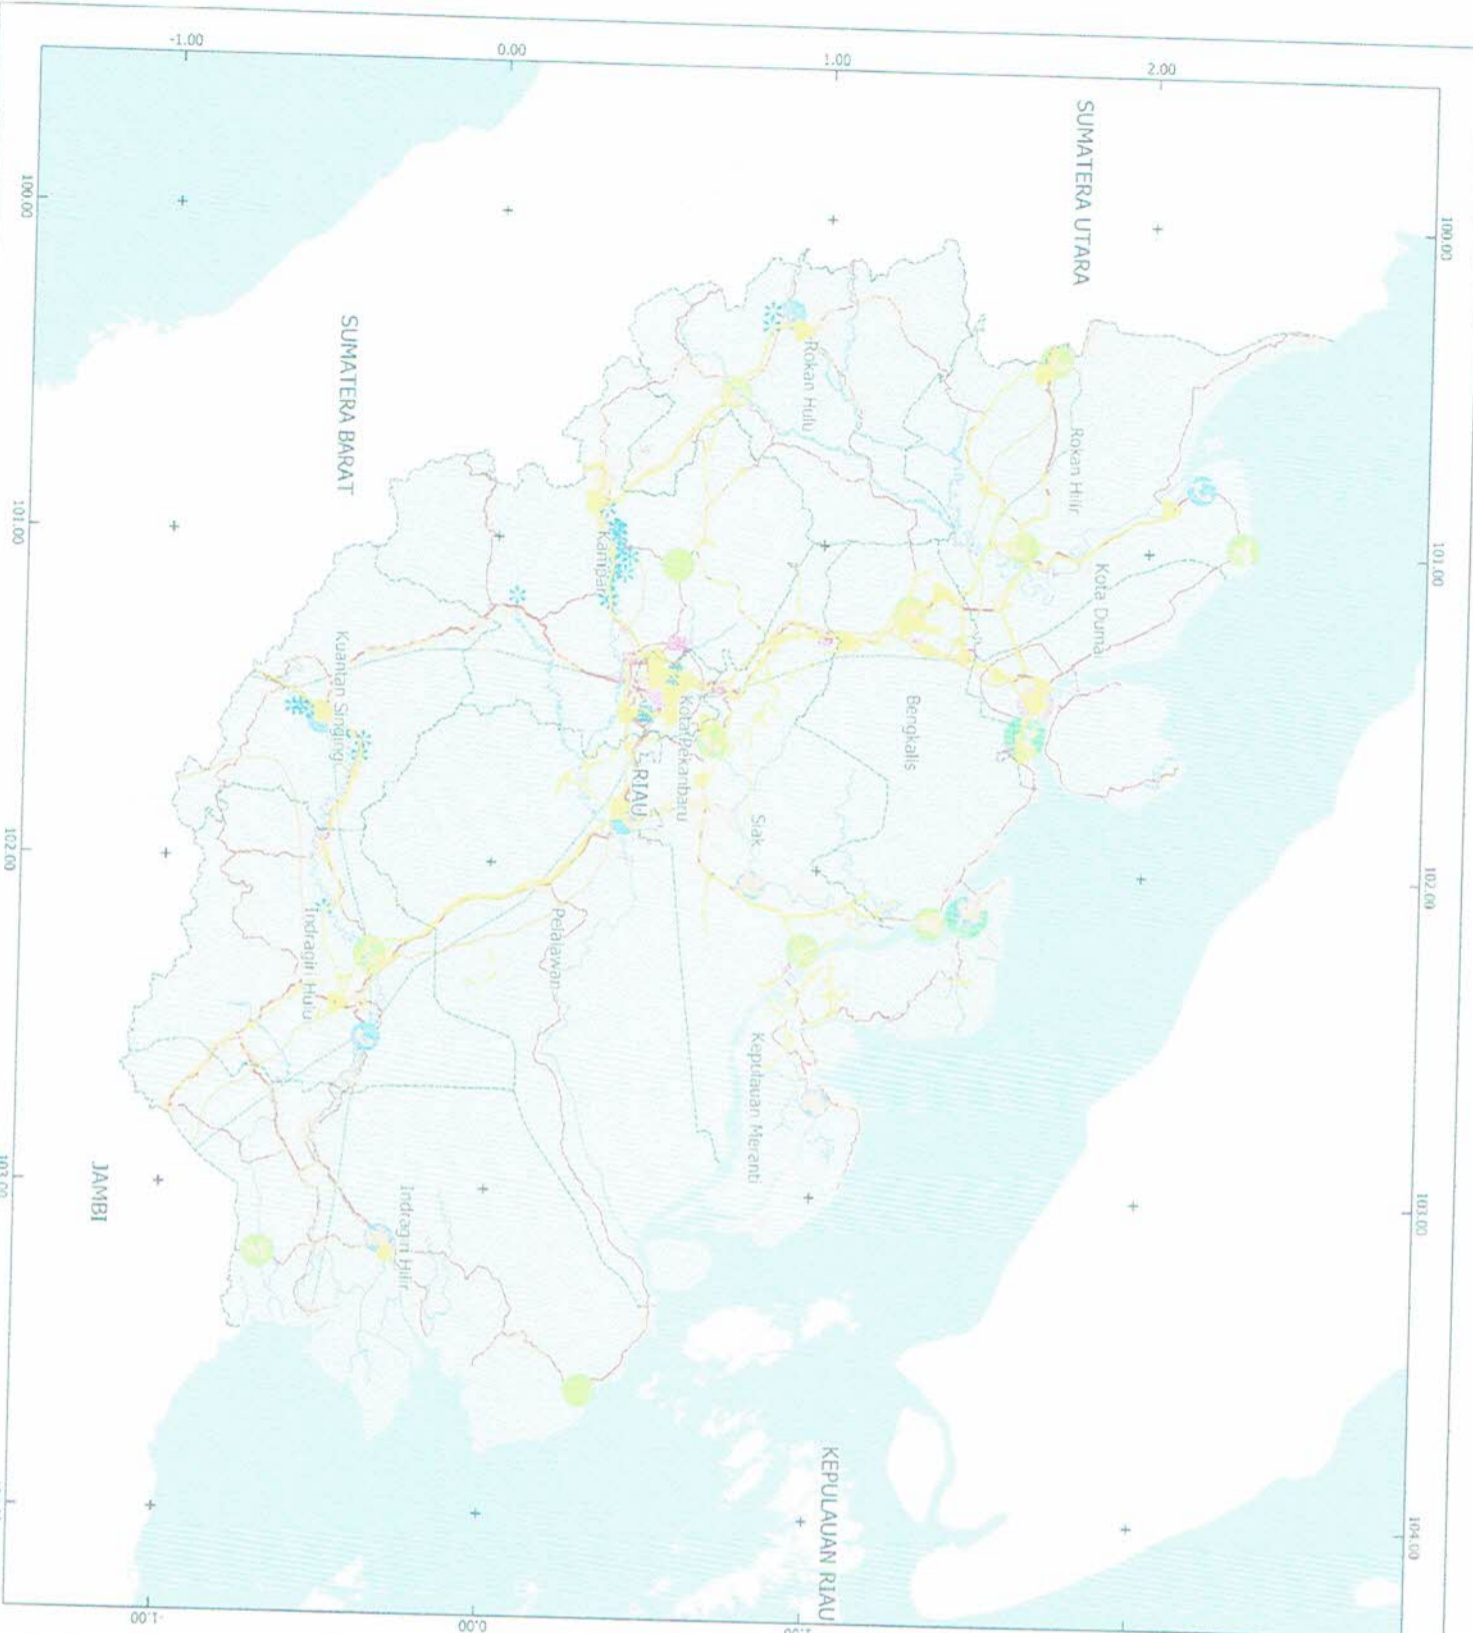 -1.00
0.00
1.00
2.00
100.00
101.00
102.00
103.00
100.00
101.00
102.00
103.00
104.00
-1.00
0.00
SUMATERA UTARA
SUMATERA BARAT
Rokan Hulu
Rokan Hilir
Kota Dumai
Kampar
Bengkalis
Kuantan Singingi
Kota Pekanbaru
RIAU
Siak
Pelalawan
Indragiri Hulu
Kepulauan Meranti
Indragiri Hilir
JAMBI
KEPULAUAN RIAU